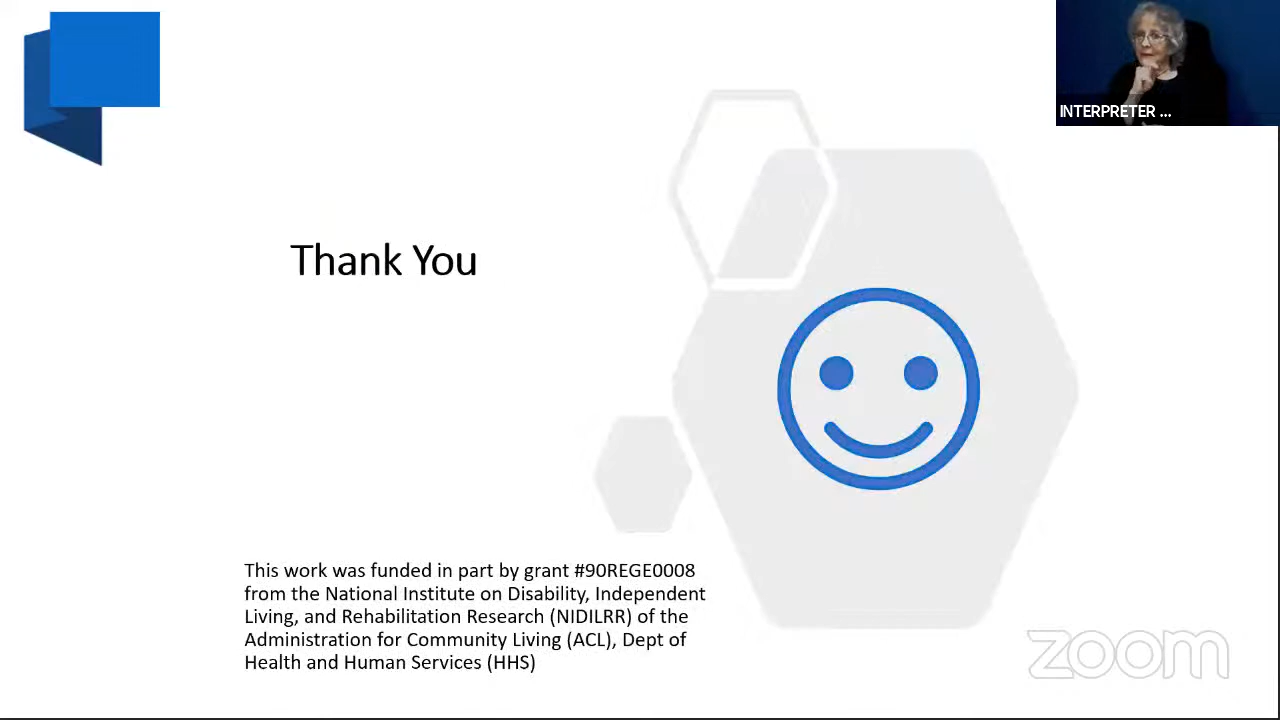 INTERPRETER ...
Thank You
This work was funded in part by grant #90REGE0008
from the National Institute on Disability, Independent
Living, and Rehabilitation Research (NIDILRR) of the
Administration for Community Living (ACL), Dept of
Health and Human Services (HHS)
zoom